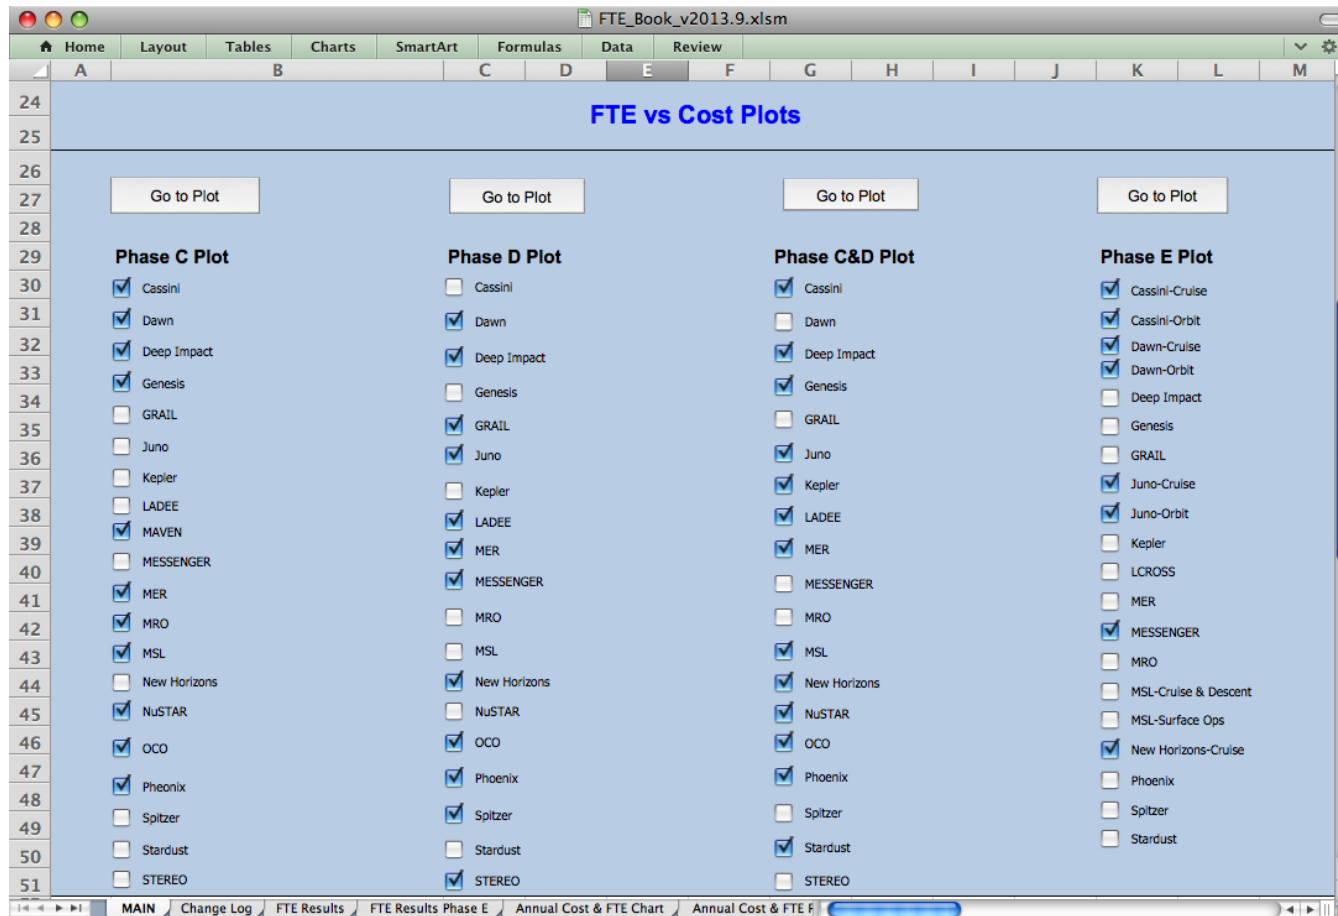 FTE_Book_v2013.9.xlsm
Home Layout Tables Charts SmartArt Formulas Data Review
A B C D E F G H I J K L M
24
FTE vs Cost Plots
25
26
27 Go to Plot Go to Plot Go to Plot Go to Plot
28
29 Phase C Plot Phase D Plot Phase C&D Plot Phase E Plot
30 Cassini Cassini Cassini Cassini-Cruise
31 Dawn Dawn Dawn Cassini-Orbit
32 Deep Impact Deep Impact Deep Impact Dawn-Cruise
33 Genesis Genesis Genesis Dawn-Orbit
34 GRAIL GRAIL GRAIL Deep Impact
35 Juno Juno Juno Genesis
36 Kepler Kepler Kepler GRAIL
37 LADEE LADEE LADEE Juno-Cruise
38 MAVEN MER MER Juno-Orbit
39 MESSENGER MESSENGER MESSENGER Kepler
40 MER MRO MRO LCROSS
41 MRO MSL MSL MER
42 MSL New Horizons New Horizons MESSENGER
43 New Horizons NuSTAR NuSTAR MRO
44 NuSTAR OCO OCO MSL-Cruise & Descent
45 OCO Phoenix Phoenix MSL-Surface Ops
46 Pheonix Spitzer Spitzer New Horizons-Cruise
47 Spitzer Stardust Stardust Phoenix
48 Stardust STEREO STEREO Spitzer
49 STEREO Stardust
50
51
MAIN Change Log FTE Results FTE Results Phase E Annual Cost & FTE Chart Annual Cost & FTE